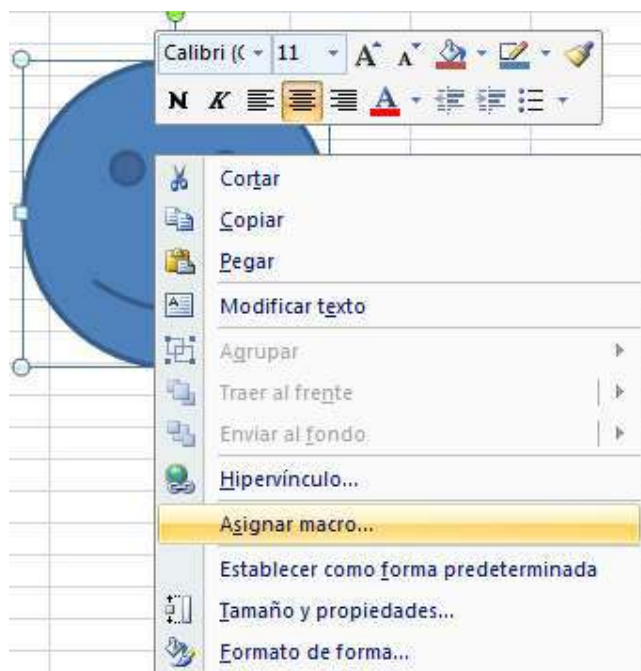 Calibri (C 11 A A
N K A
Cortar
Copiar
Pegar
Modificar texto
Agrupar
Traer al frente
Enviar al fondo
Hipervínculo...
Asignar macro...
Establecer como forma predeterminada
Tamaño y propiedades...
Formato de forma...